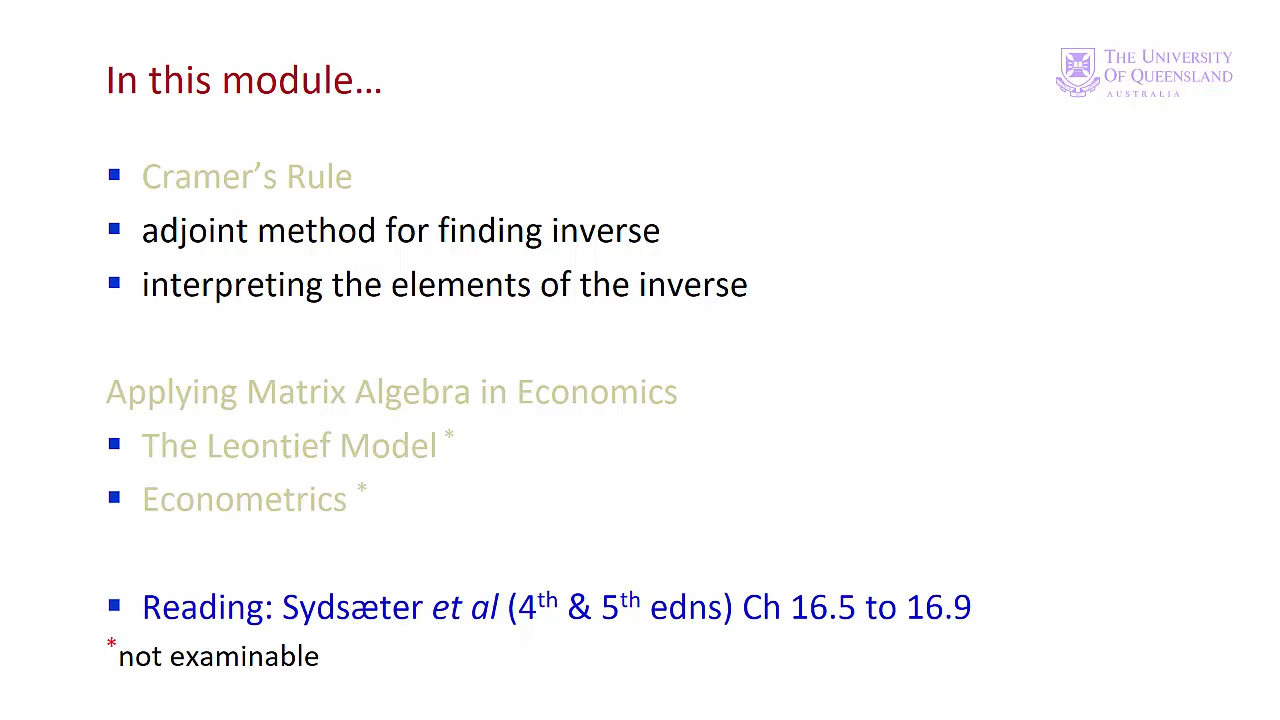 In this module…
THE UNIVERSITY
OF QUEENSLAND
AUSTRALIA
▪ Cramer’s Rule
▪ adjoint method for finding inverse
▪ interpreting the elements of the inverse
Applying Matrix Algebra in Economics
▪ The Leontief Model *
▪ Econometrics *
▪ Reading: Sydsæter et al (4th & 5th edns) Ch 16.5 to 16.9
*not examinable